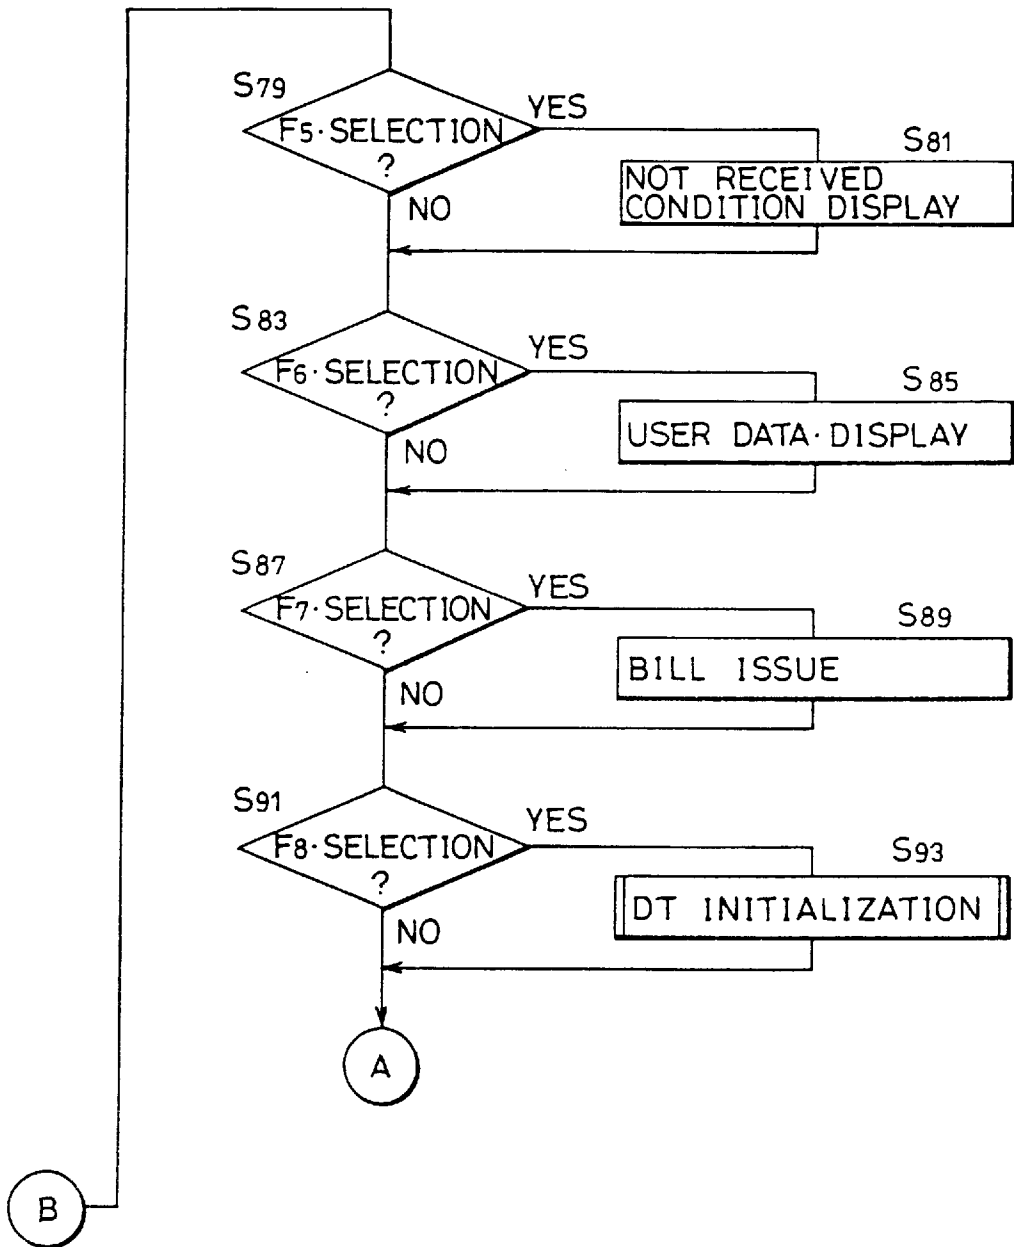 S79
F5·SELECTION
?
YES
NO
S81
NOT RECEIVED
CONDITION DISPLAY
S83
F6·SELECTION
?
YES
NO
S85
USER DATA·DISPLAY
S87
F7·SELECTION
?
YES
NO
S89
BILL ISSUE
S91
F8·SELECTION
?
YES
NO
S93
DT INITIALIZATION
A
B